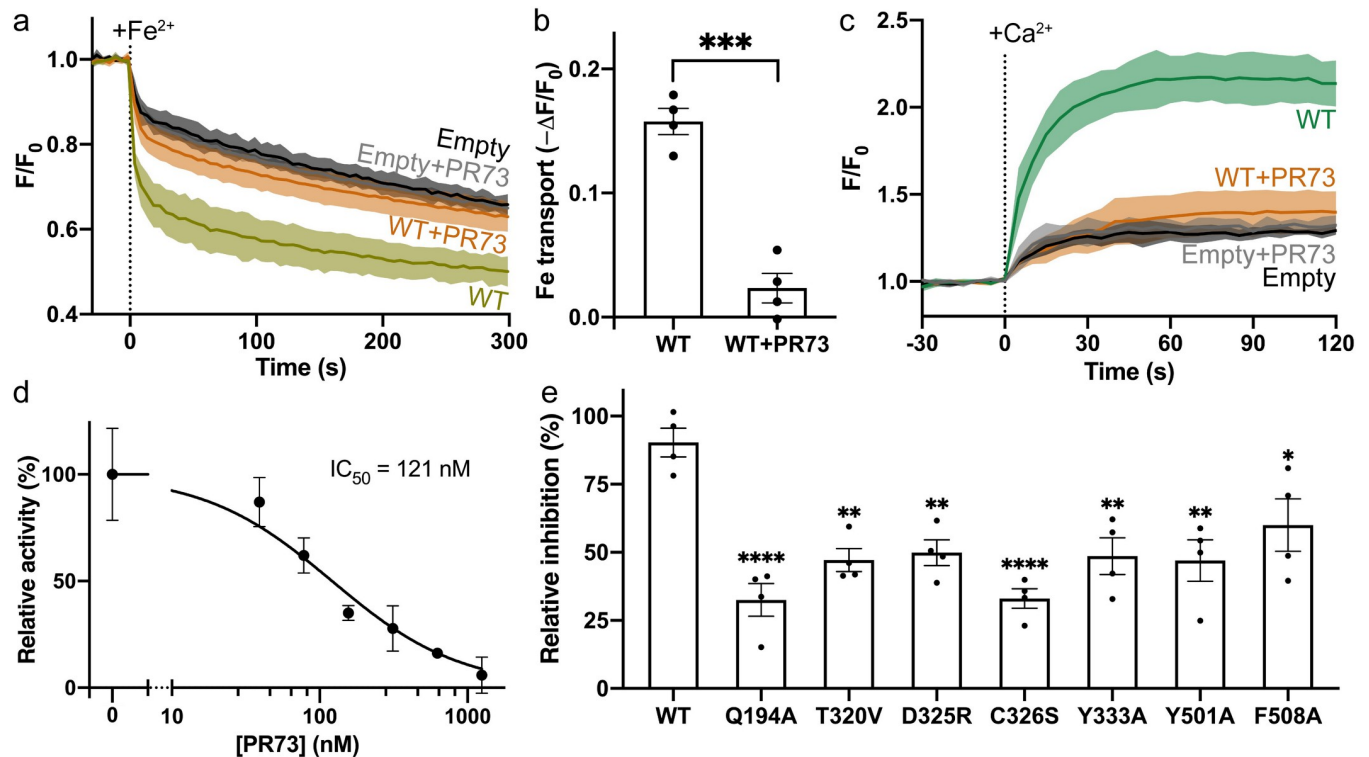 a
+Fe²⁺
1.0
0.8
0.6
0.4
F/F₀
Empty
Empty+PR73
WT+PR73
WT
0
100
200
300
Time (s)
b
***
0.2
0.1
0.0
Fe transport (−ΔF/F₀)
WT
WT+PR73
c
+Ca²⁺
2.5
2.0
1.5
1.0
F/F₀
WT
WT+PR73
Empty+PR73
Empty
-30
0
30
60
90
120
Time (s)
d
IC₅₀ = 121 nM
100
50
0
Relative activity (%)
0
10
100
1000
[PR73] (nM)
e
100
75
50
25
0
Relative inhibition (%)
****
**
**
****
**
**
*
WT
Q194A
T320V
D325R
C326S
Y333A
Y501A
F508A